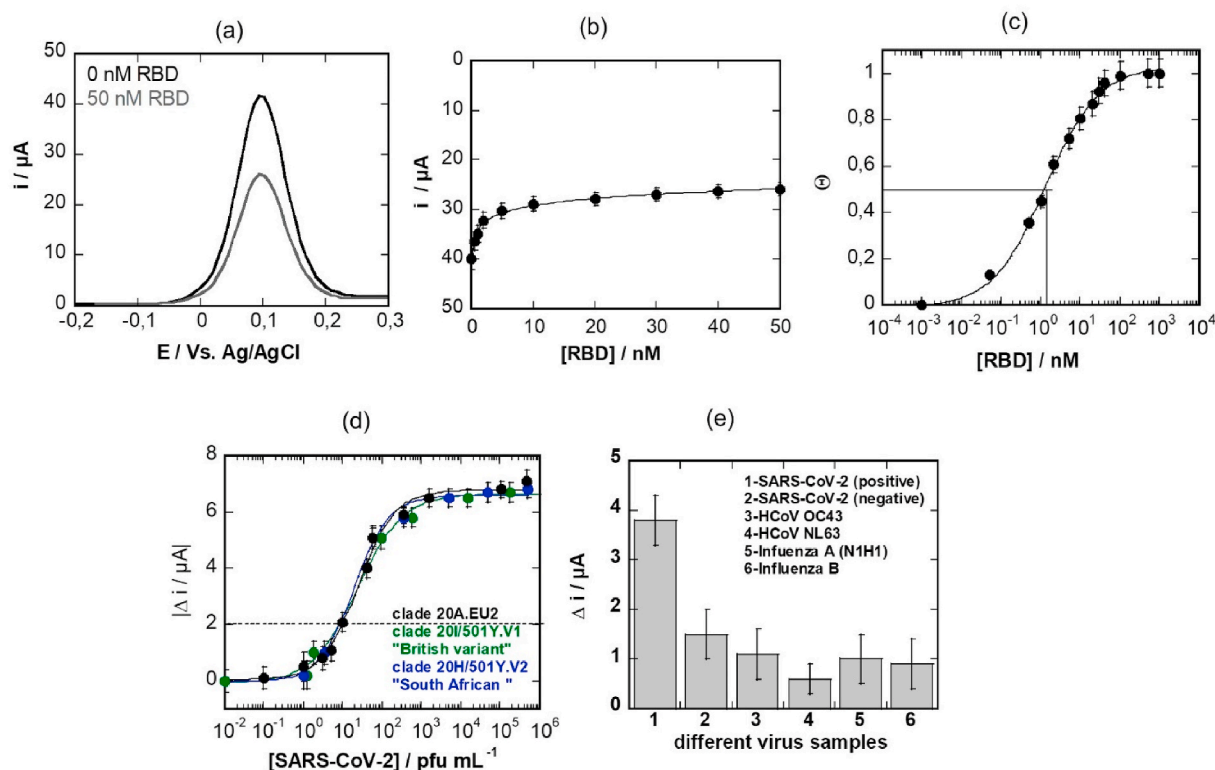 (a)
50
40
30
20
10
0
i / µA
0 nM RBD
50 nM RBD
-0,2
-0,1
0
0,1
0,2
0,3
E / Vs. Ag/AgCl
(b)
0
10
20
30
40
50
i / µA
0
10
20
30
40
50
[RBD] / nM
(c)
1
0,8
0,6
0,4
0,2
0
Θ
10⁻⁴
10⁻³
10⁻²
10⁻¹
10⁰
10¹
10²
10³
10⁴
[RBD] / nM
(d)
8
6
4
2
0
|Δ i / µA|
clade 20A.EU2
clade 20I/501Y.V1
"British variant"
clade 20H/501Y.V2
"South African "
10⁻²
10⁻¹
10⁰
10¹
10²
10³
10⁴
10⁵
10⁶
[SARS-CoV-2] / pfu mL⁻¹
(e)
5
4
3
2
1
0
Δ i / µA
1-SARS-CoV-2 (positive)
2-SARS-CoV-2 (negative)
3-HCoV OC43
4-HCoV NL63
5-Infuenza A (N1H1)
6-Influenza B
1
2
3
4
5
6
different virus samples